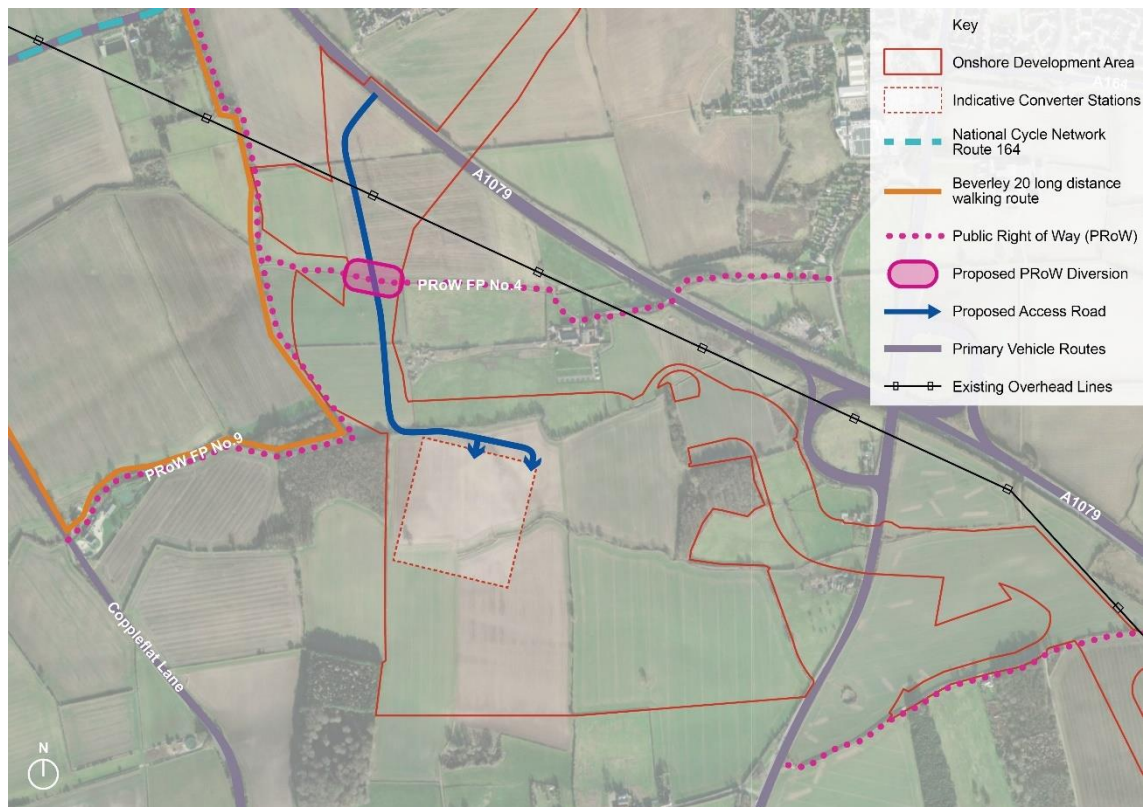 Key
Onshore Development Area
Indicative Converter Stations
National Cycle Network
Route 164
Beverley 20 long distance
walking route
Public Right of Way (PRoW)
Proposed PRoW Diversion
Proposed Access Road
Primary Vehicle Routes
Existing Overhead Lines
A164
A1079
PRoW FP No.4
PRoW FP No.9
A1079
Coppleflat Lane
N